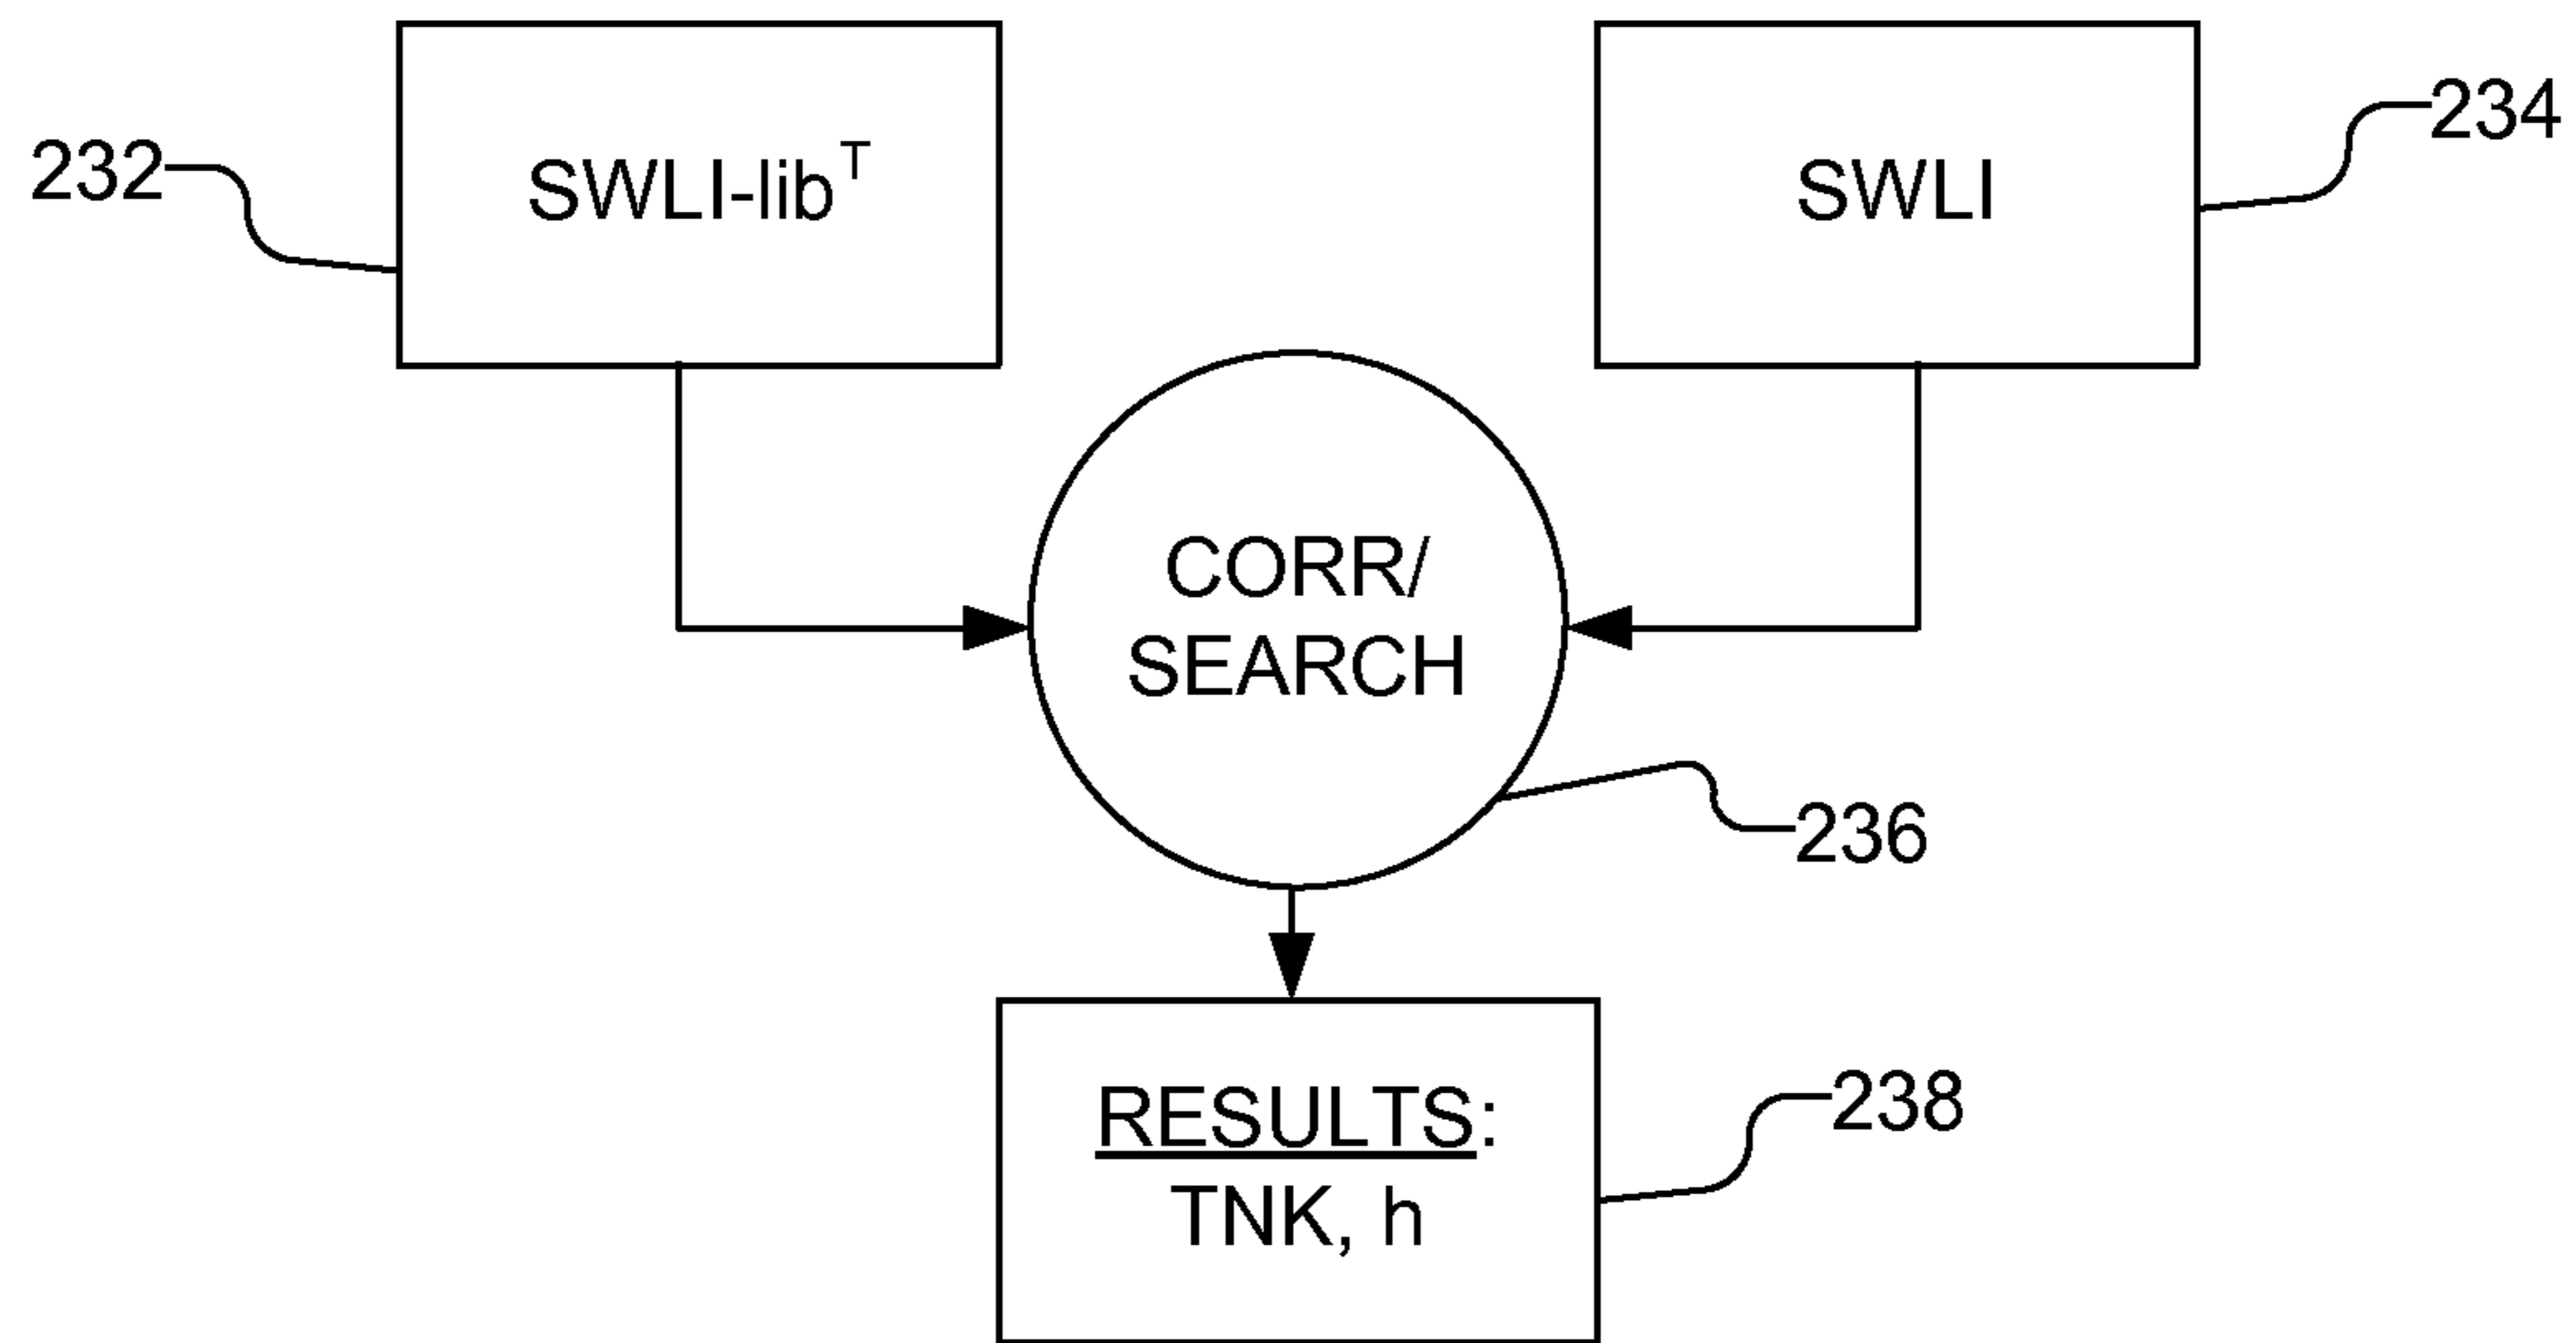 232
SWLI-lib^T
SWLI
234
CORR/
SEARCH
236
RESULTS:
TNK, h
238